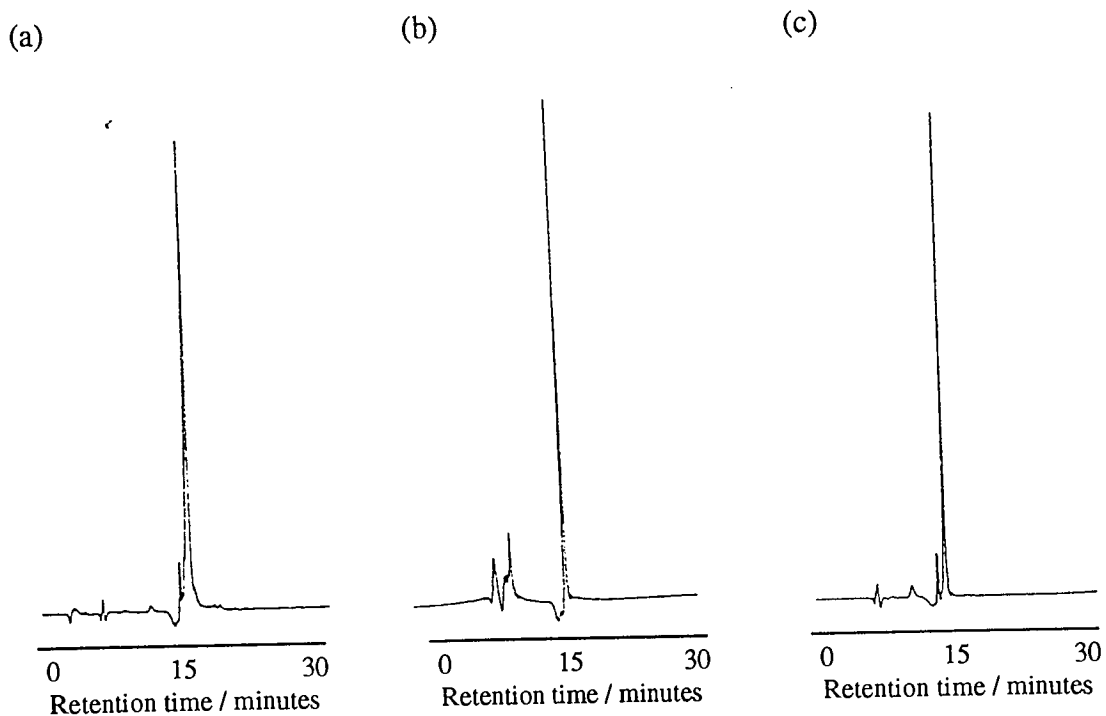 (a)
(b)
(c)
0 15 30
Retention time / minutes
0 15 30
Retention time / minutes
0 15 30
Retention time / minutes